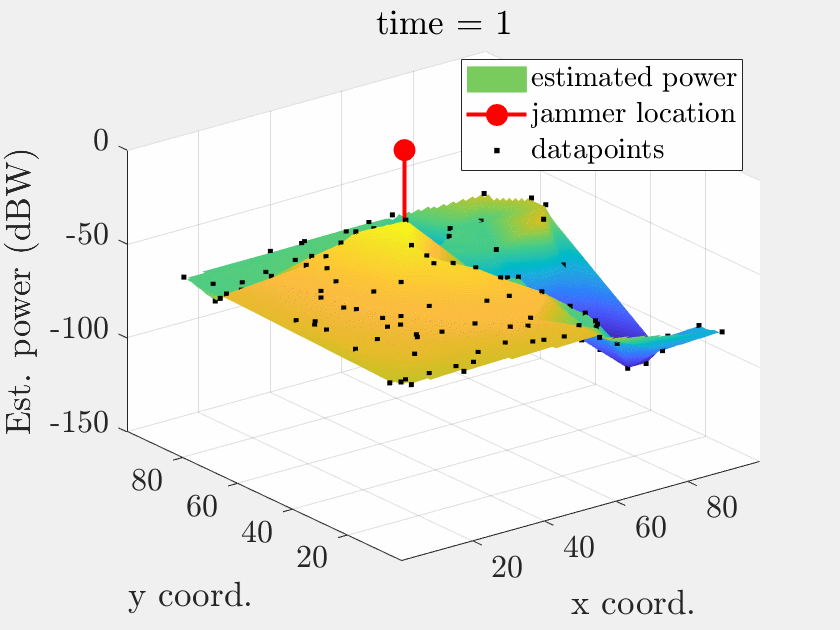 time = 1
estimated power
jammer location
datapoints
Est. power (dBW)
0
-50
-100
-150
80
60
40
20
y coord.
20
40
60
80
x coord.